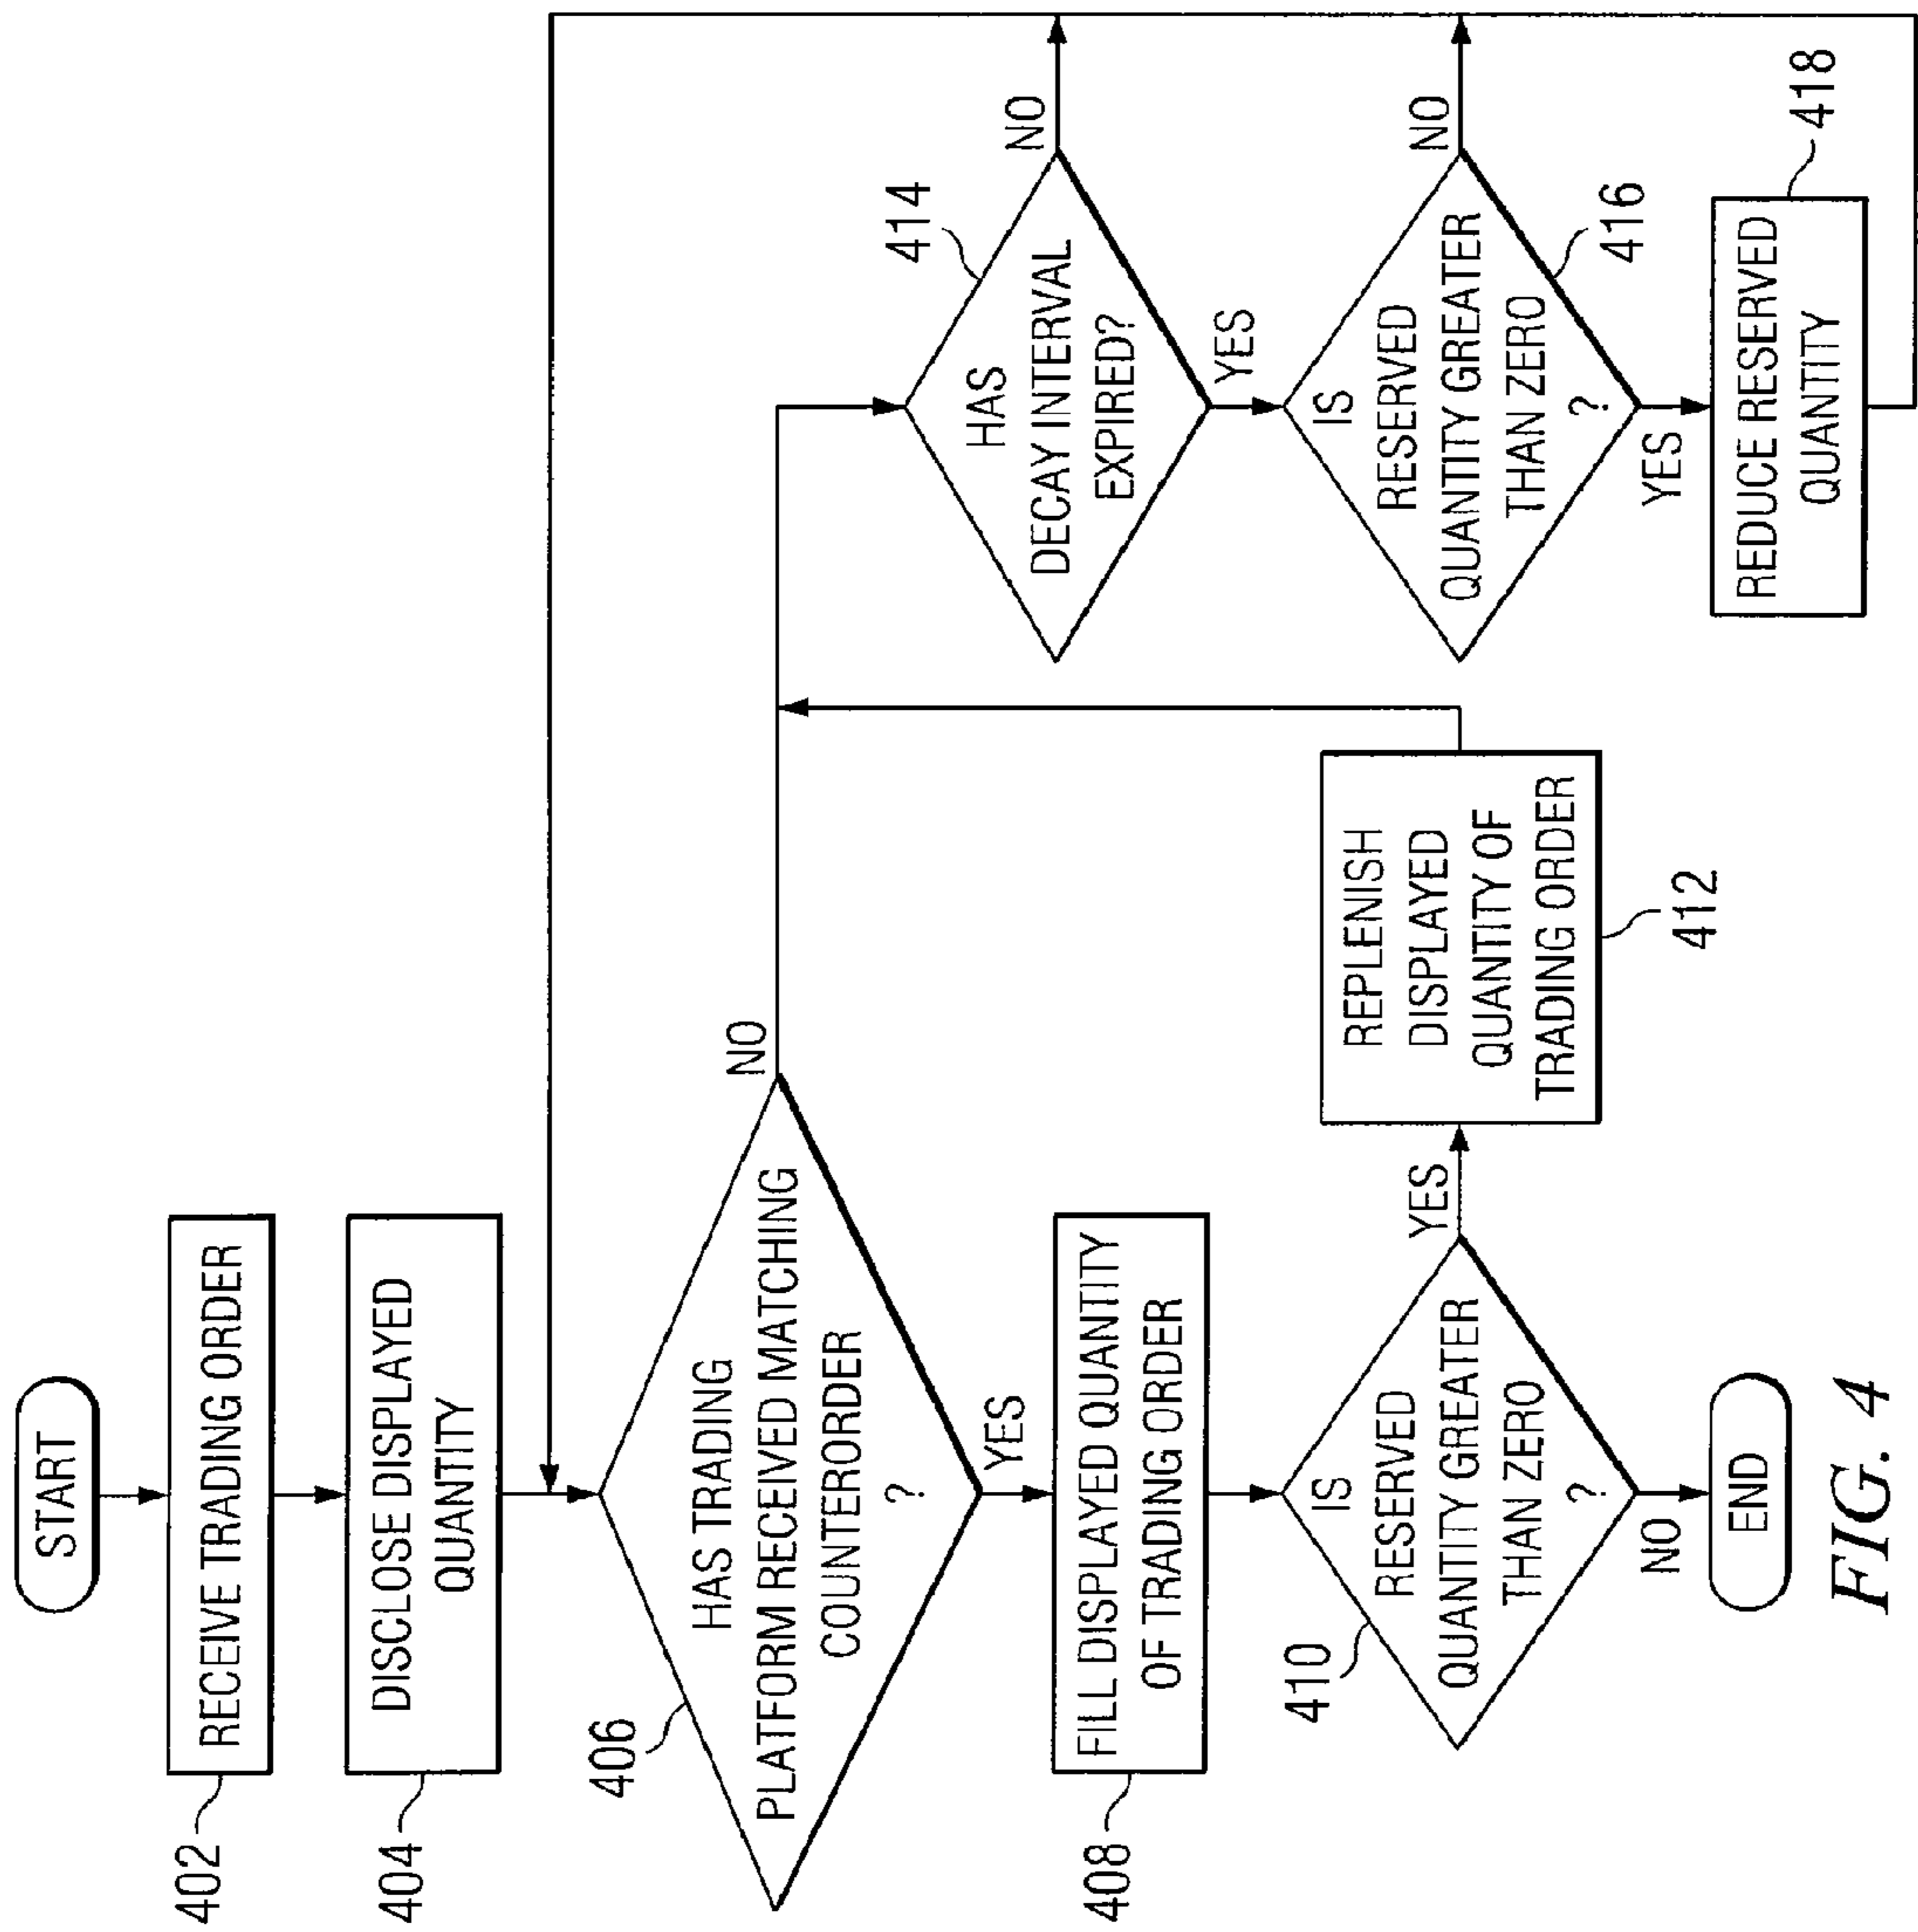 START
402
RECEIVE TRADING ORDER
404
DISCLOSE DISPLAYED
QUANTITY
406
HAS TRADING
PLATFORM RECEIVED MATCHING
COUNTERORDER
?
NO
YES
408
FILL DISPLAYED QUANTITY
OF TRADING ORDER
410
IS
RESERVED
QUANTITY GREATER
THAN ZERO
?
YES
NO
END
REPLENISH
DISPLAYED
QUANTITY OF
TRADING ORDER
412
414
HAS
DECAY INTERVAL
EXPIRED?
NO
YES
IS
RESERVED
QUANTITY GREATER
THAN ZERO
?
416
NO
YES
REDUCE RESERVED
QUANTITY
418
FIG. 4